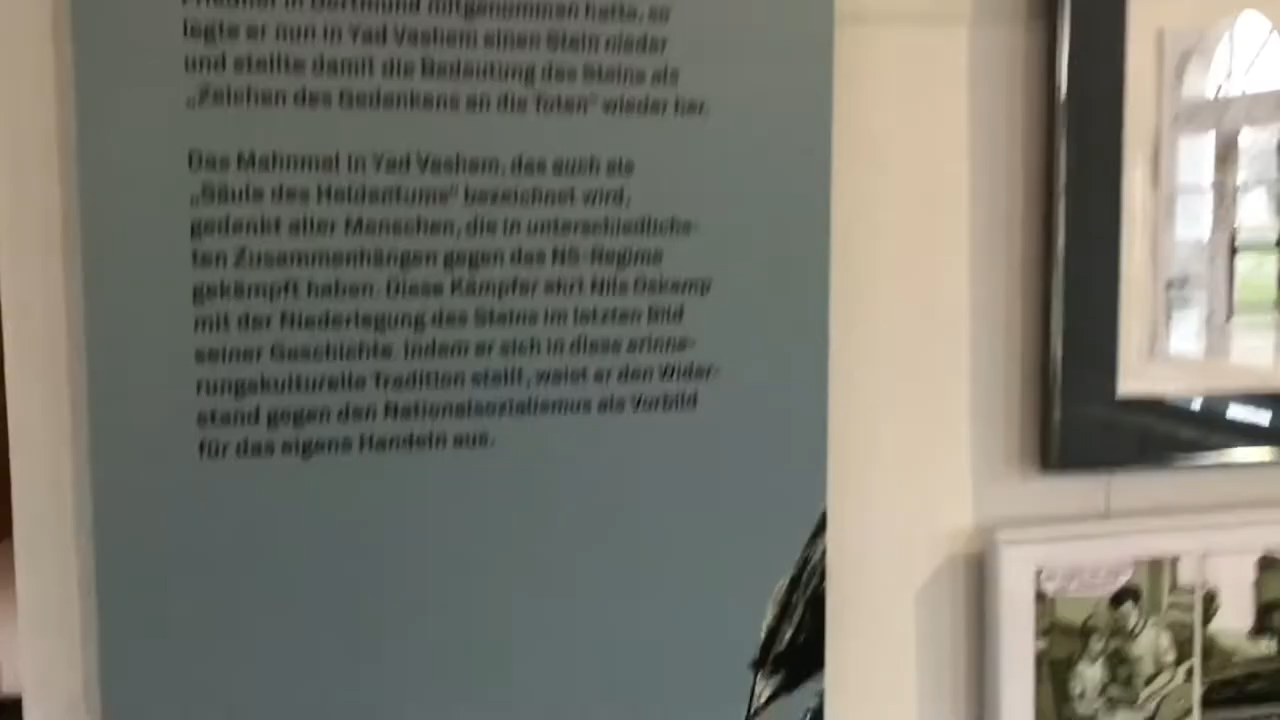 Friedhof in Dortmund mitgenommen hatte, so
legte er nun in Yad Vashem einen Stein nieder
und stellte damit die Bedeutung des Steins als
„Zeichen des Gedenkens an die Toten“ wieder her.
Das Mahnmal in Yad Vashem, das auch als
„Säule des Heldentums“ bezeichnet wird,
gedenkt aller Menschen, die in unterschiedlichs-
ten Zusammenhängen gegen das NS-Regime
gekämpft haben. Diese Kämpfer ehrt Nils Oskamp
mit der Niederlegung des Steins im letzten Bild
seiner Geschichte. Indem er sich in diese erinne-
rungskulturelle Tradition stellt, weist er den Wider-
stand gegen den Nationalsozialismus als Vorbild
für das eigene Handeln aus.